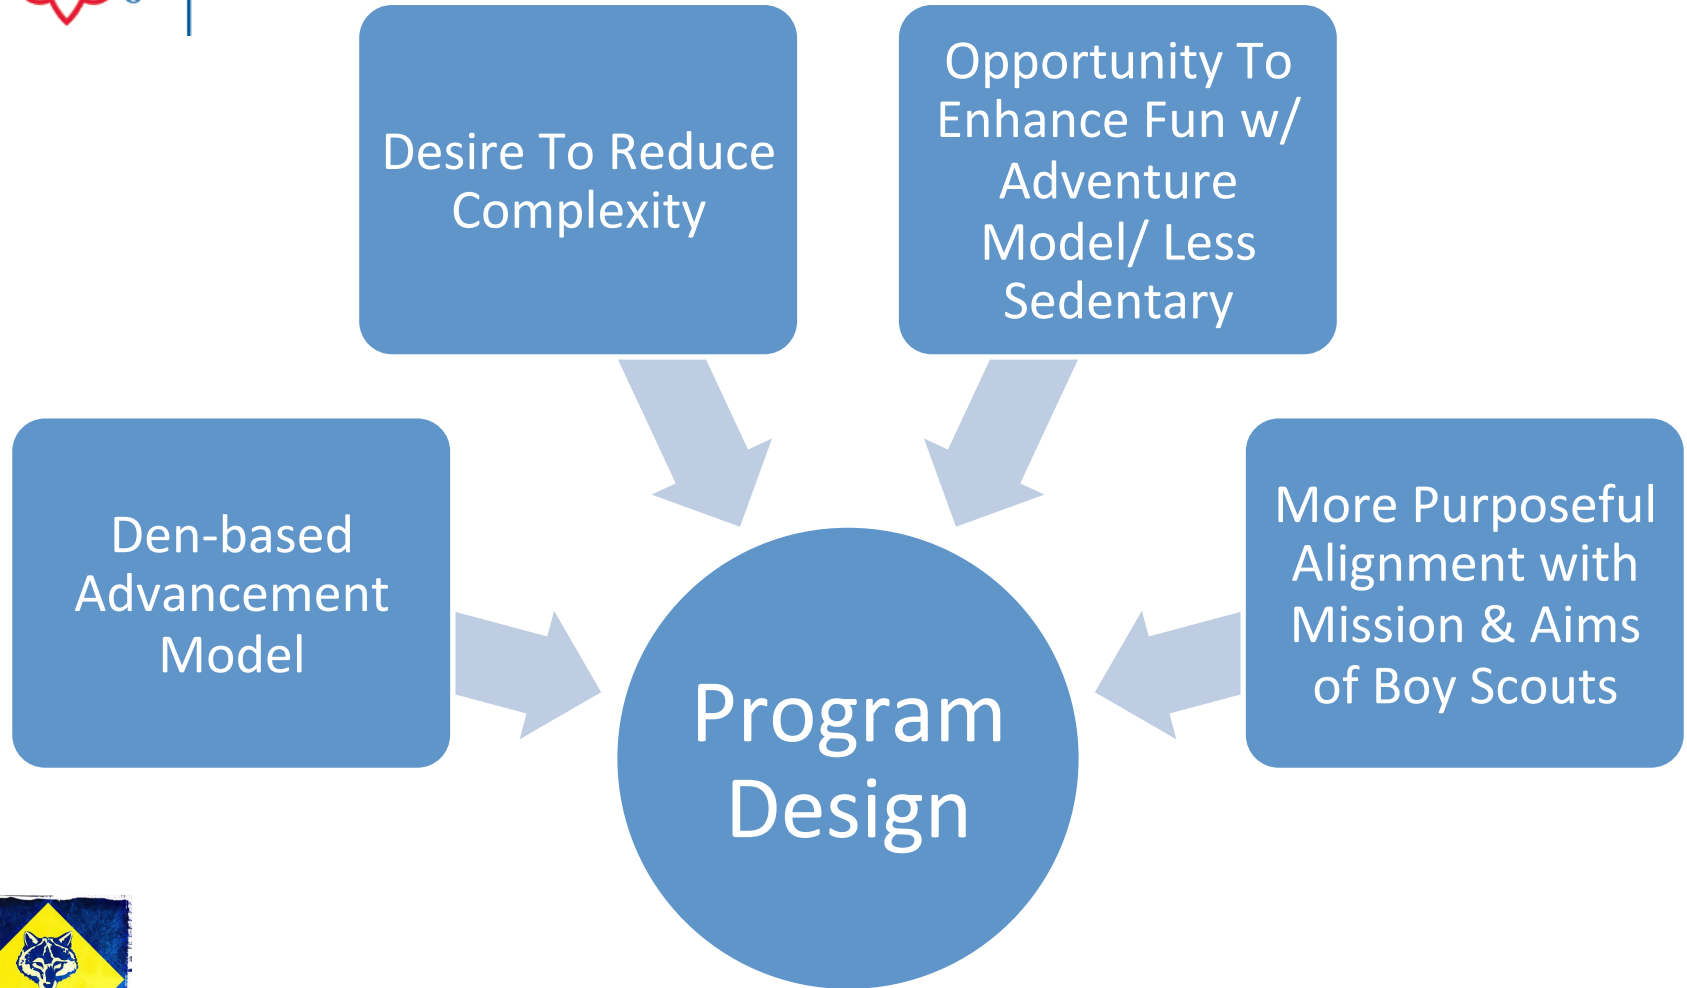 Desire To Reduce
Complexity
Opportunity To
Enhance Fun w/
Adventure
Model/ Less
Sedentary
Den-based
Advancement
Model
More Purposeful
Alignment with
Mission & Aims
of Boy Scouts
Program
Design